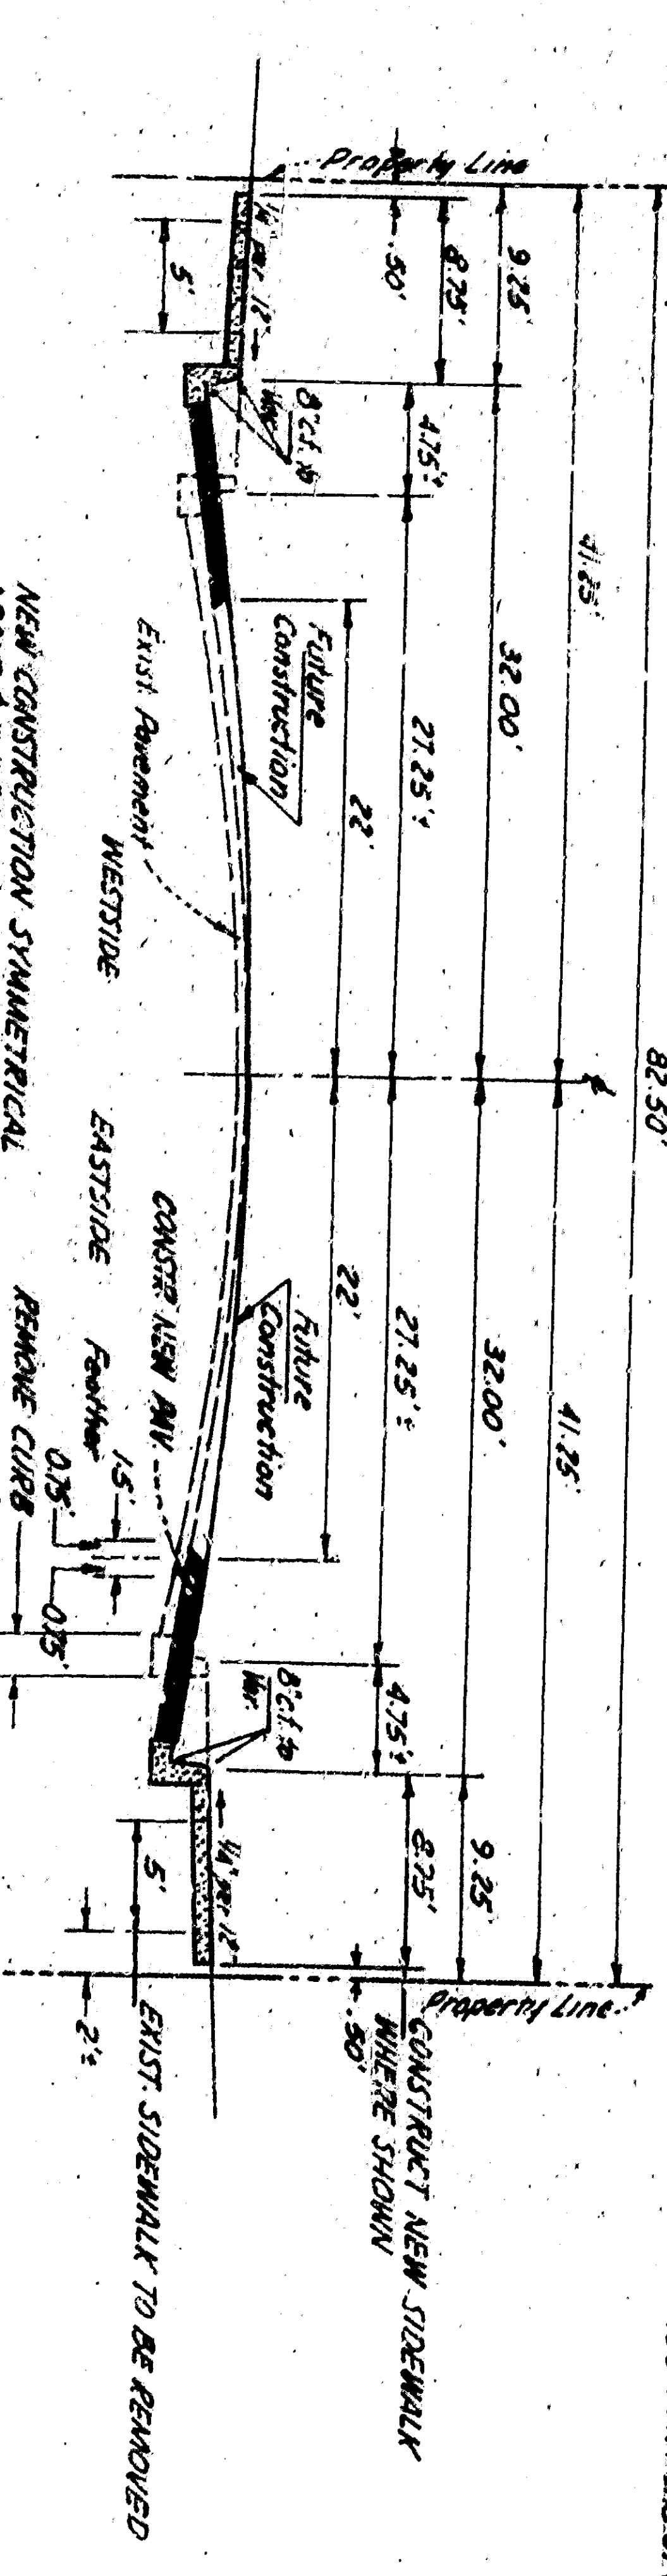 82.50'
41.25'
41.25'
9.25'
32.00'
32.00'
9.25'
8.75'
4.75'±
27.25'±
27.25'±
4.75'±
8.75'
.50'
22'
22'
.50'
Property Line
Property Line
CONSTRUCT NEW SIDEWALK
WHERE SHOWN
Future
Construction
Future
Construction
8" c.f. to
Var.
8" c.f. to
Var.
1/4" per 12"
1/4" per 12"
5'
5'
2'±
EXIST. SIDEWALK TO BE REMOVED
Exist. Pavement
CONSTR. NEW PAV.
WESTSIDE
EASTSIDE
Feather
1.5'
0.75'
0.75'
REMOVE CURB
NEW CONSTRUCTION SYMMETRICAL